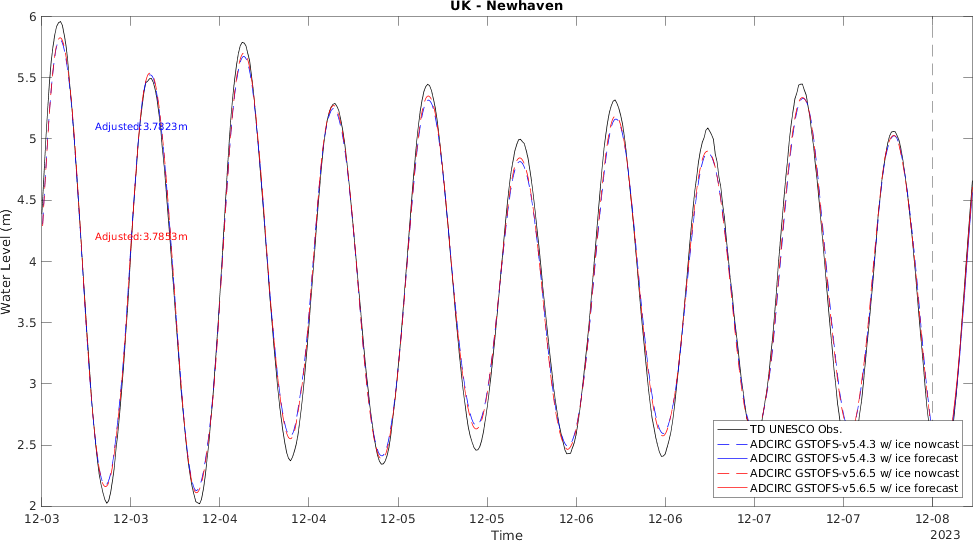 UK - Newhaven
6
5.5
5
4.5
4
3.5
3
2.5
2
Water Level (m)
Adjusted:3.7823m
Adjusted:3.7853m
TD UNESCO Obs.
ADCIRC GSTOFS-v5.4.3 w/ ice nowcast
ADCIRC GSTOFS-v5.4.3 w/ ice forecast
ADCIRC GSTOFS-v5.6.5 w/ ice nowcast
ADCIRC GSTOFS-v5.6.5 w/ ice forecast
12-03 12-03 12-04 12-04 12-05 12-05 12-06 12-06 12-07 12-07 12-08
Time
2023